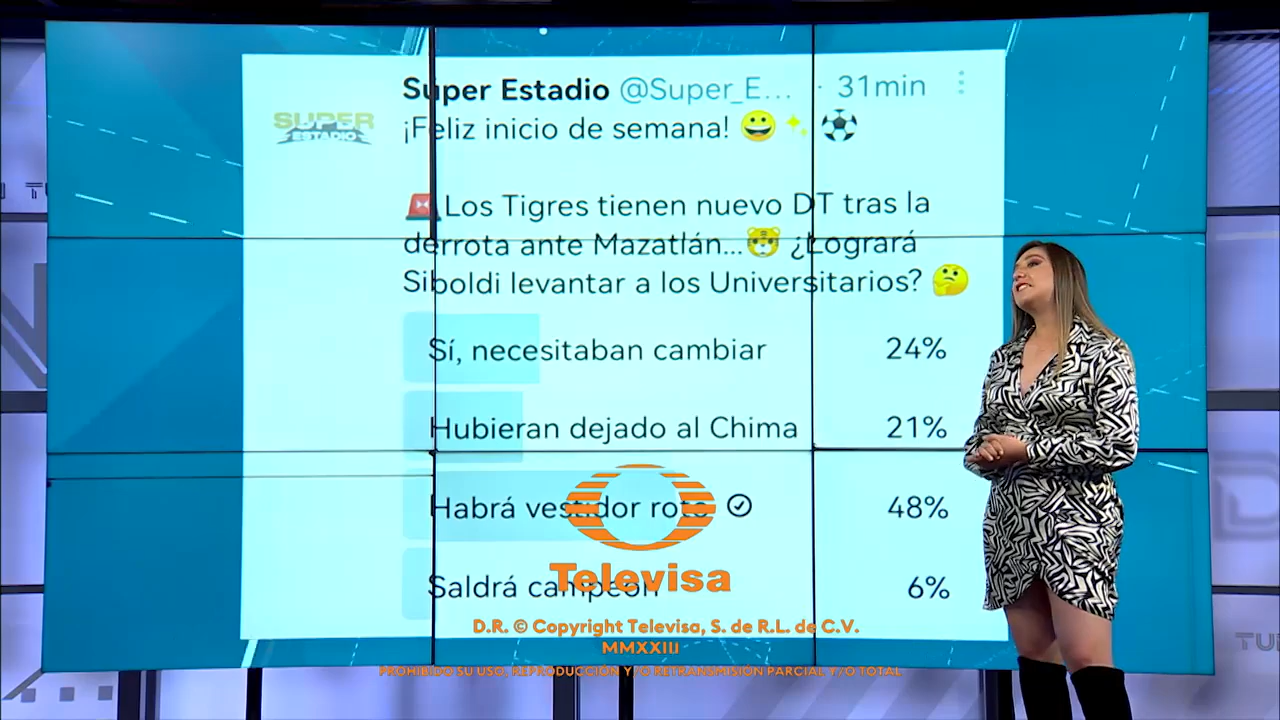 Súper Estadio @Super_E... · 31min
SUPER
ESTADIO
¡Feliz inicio de semana! 😀✨ ⚽
🚨Los Tigres tienen nuevo DT tras la
derrota ante Mazatlán...🐯 ¿Logrará
Siboldi levantar a los Universitarios? 🤔
Sí, necesitaban cambiar 24%
Hubieran dejado al Chima 21%
Habrá vestidor roto 48%
Saldrá campeón 6%
Televisa
D.R. © Copyright Televisa, S. de R.L. de C.V.
MMXXIII
PROHIBIDO SU USO, REPRODUCCIÓN Y/O RETRANSMISIÓN PARCIAL Y/O TOTAL